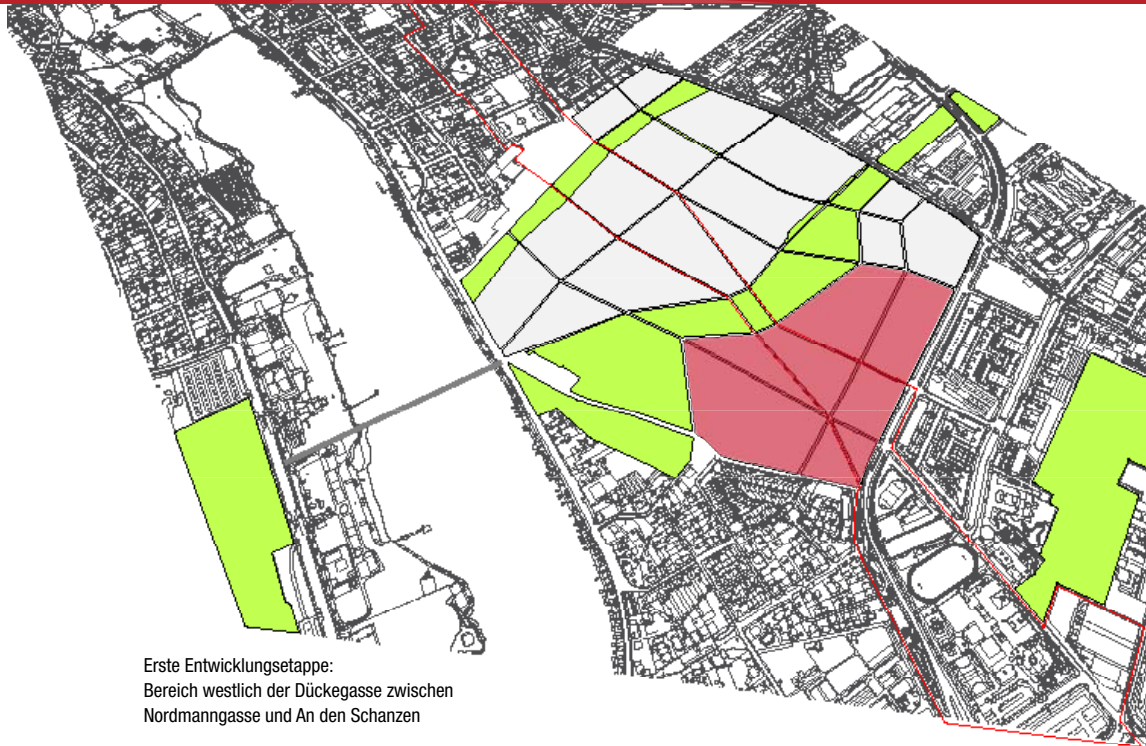 Erste Entwicklungsetappe:
Bereich westlich der Dückegasse zwischen
Nordmanngasse und An den Schanzen